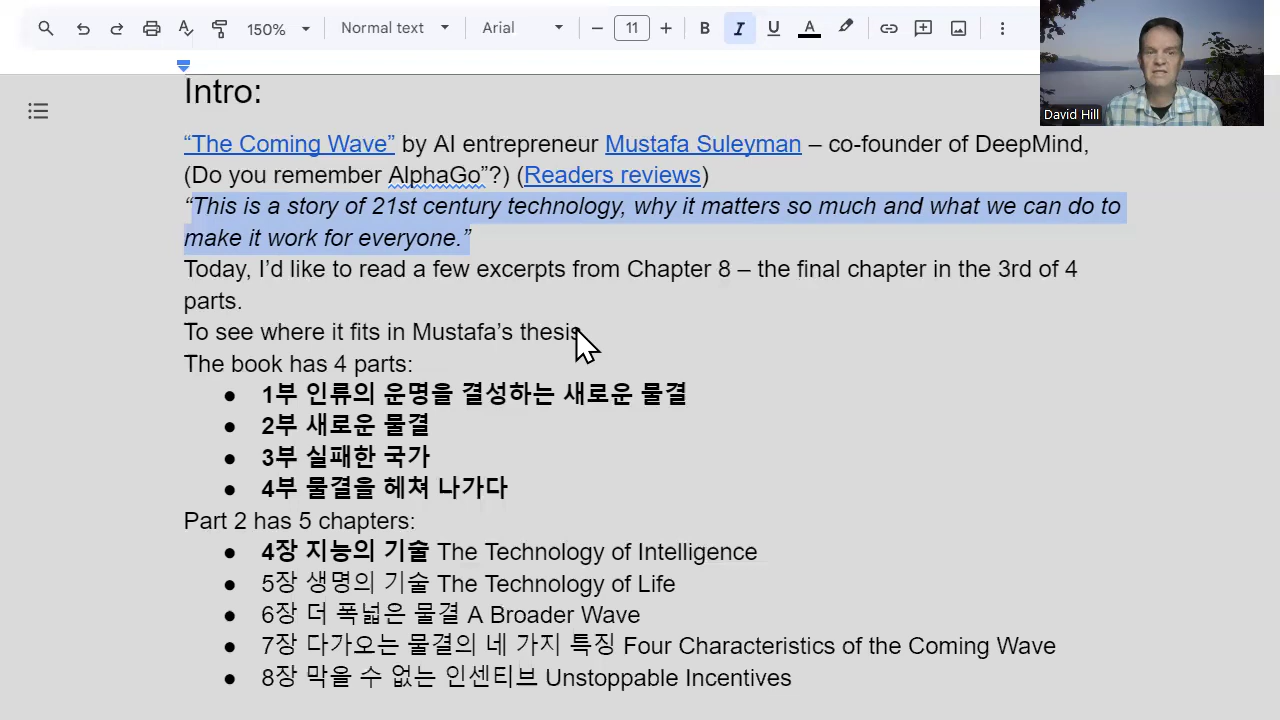 150% Normal text Arial 11 B I U A
David Hill
Intro:
“The Coming Wave” by AI entrepreneur Mustafa Suleyman – co-founder of DeepMind,
(Do you remember AlphaGo”?) (Readers reviews)
“This is a story of 21st century technology, why it matters so much and what we can do to
make it work for everyone.”
Today, I’d like to read a few excerpts from Chapter 8 – the final chapter in the 3rd of 4
parts.
To see where it fits in Mustafa’s thesis
The book has 4 parts:
● 1부 인류의 운명을 결성하는 새로운 물결
● 2부 새로운 물결
● 3부 실패한 국가
● 4부 물결을 헤쳐 나가다
Part 2 has 5 chapters:
● 4장 지능의 기술 The Technology of Intelligence
● 5장 생명의 기술 The Technology of Life
● 6장 더 폭넓은 물결 A Broader Wave
● 7장 다가오는 물결의 네 가지 특징 Four Characteristics of the Coming Wave
● 8장 막을 수 없는 인센티브 Unstoppable Incentives